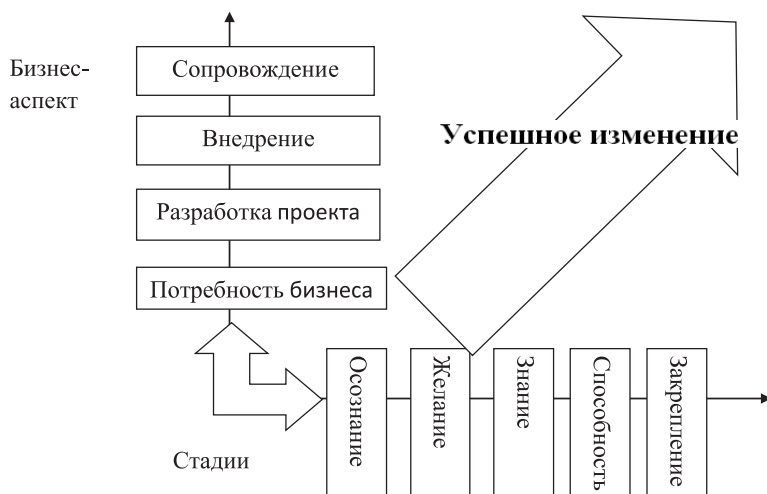 Бизнес-
аспект
Сопровождение
Внедрение
Успешное изменение
Разработка проекта
Потребность бизнеса
Осознание
Желание
Знание
Способность
Закрепление
Стадии